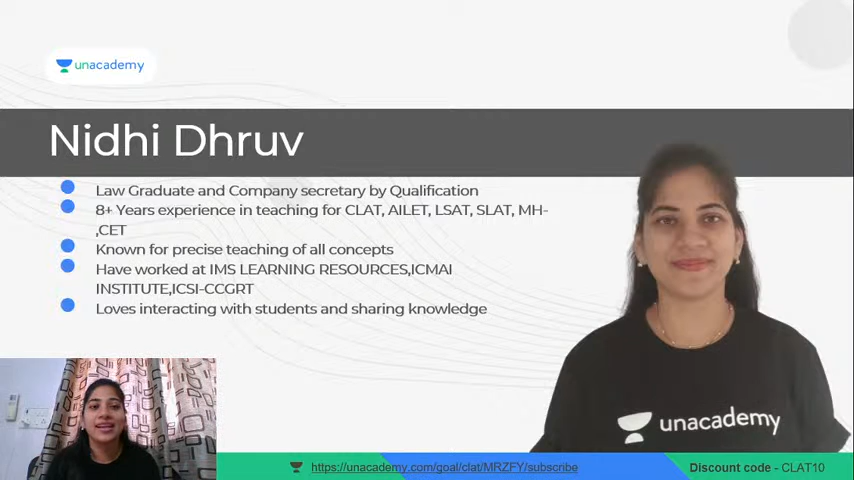 unacademy
Nidhi Dhruv
Law Graduate and Company secretary by Qualification
8+ Years experience in teaching for CLAT, AILET, LSAT, SLAT, MH-
,CET
Known for precise teaching of all concepts
Have worked at IMS LEARNING RESOURCES,ICMAI
INSTITUTE,ICSI-CCGRT
Loves interacting with students and sharing knowledge
unacademy
https://unacademy.com/goal/clat/MRZFY/subscribe
Discount code - CLAT10